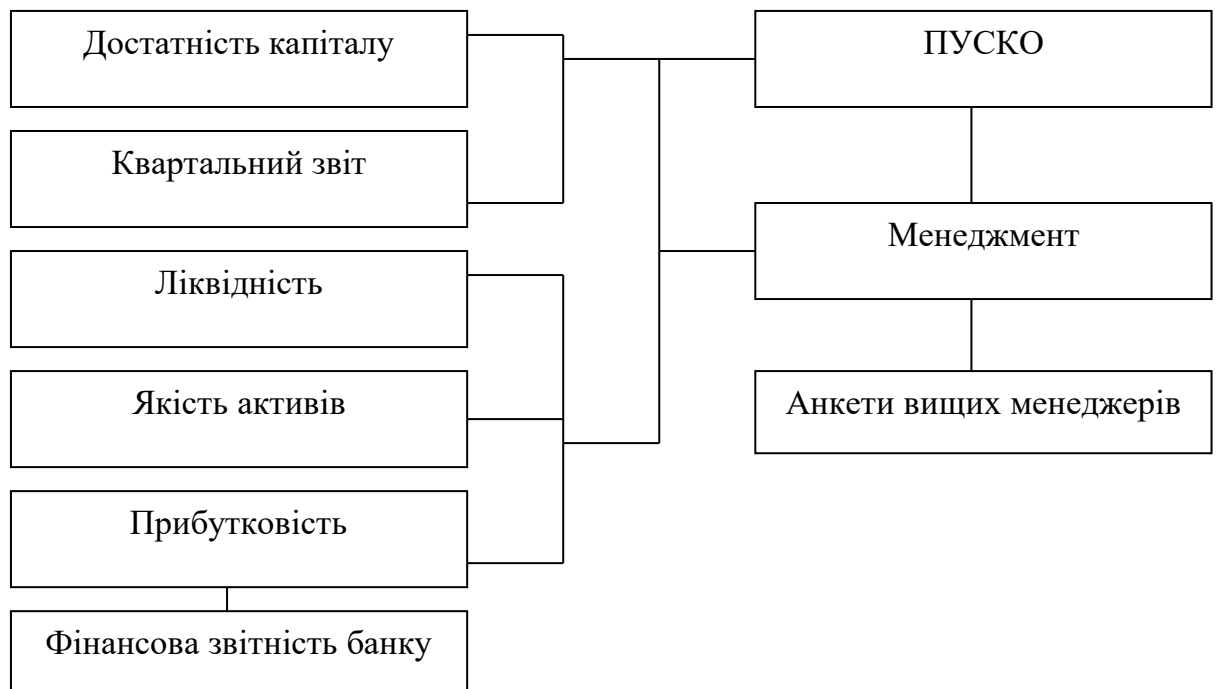 Достатність капіталу
Квартальний звіт
Ліквідність
Якість активів
Прибутковість
Фінансова звітність банку
ПУСКО
Менеджмент
Анкети вищих менеджерів